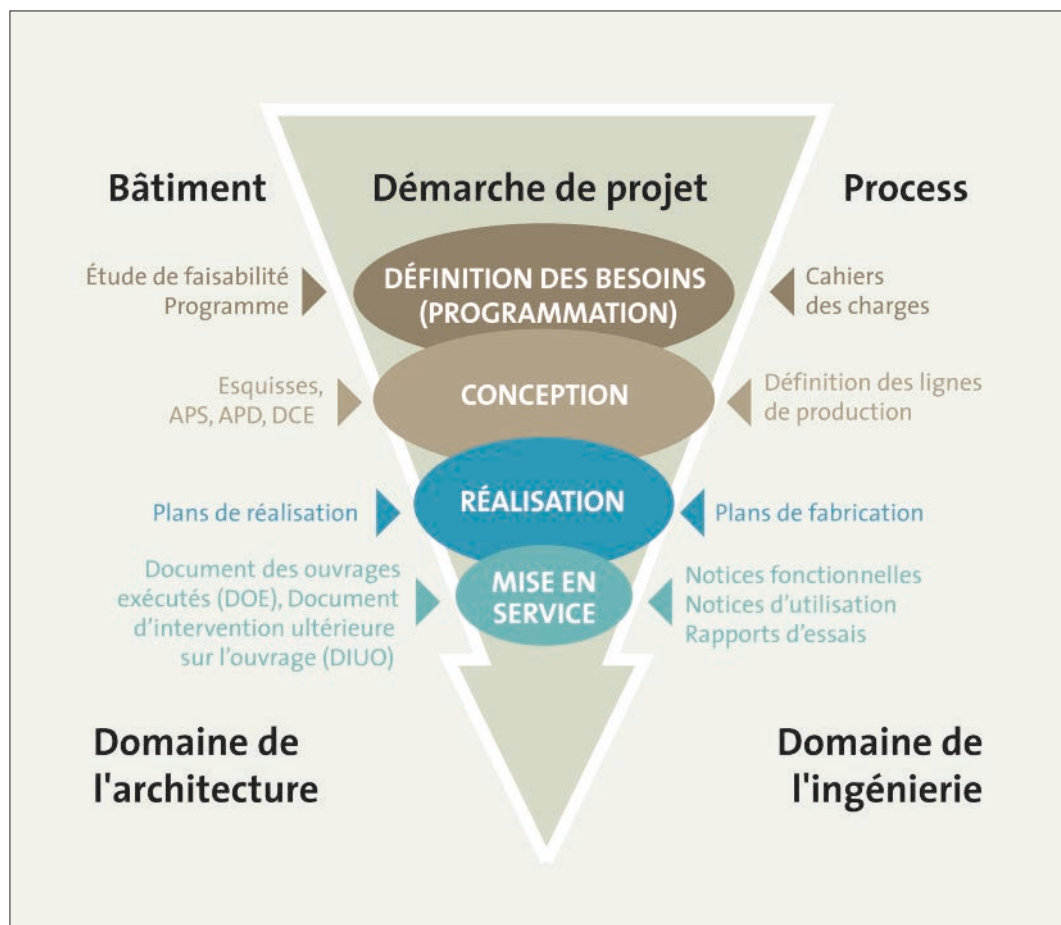 Bâtiment
Démarche de projet
Process
Étude de faisabilité
Programme
DÉFINITION DES BESOINS
(PROGRAMMATION)
Cahiers
des charges
Esquisses,
APS, APD, DCE
CONCEPTION
Définition des lignes
de production
Plans de réalisation
RÉALISATION
Plans de fabrication
Document des ouvrages
exécutés (DOE), Document
d'intervention ultérieure
sur l'ouvrage (DIUO)
MISE EN
SERVICE
Notices fonctionnelles
Notices d'utilisation
Rapports d'essais
Domaine de
l'architecture
Domaine de
l'ingénierie